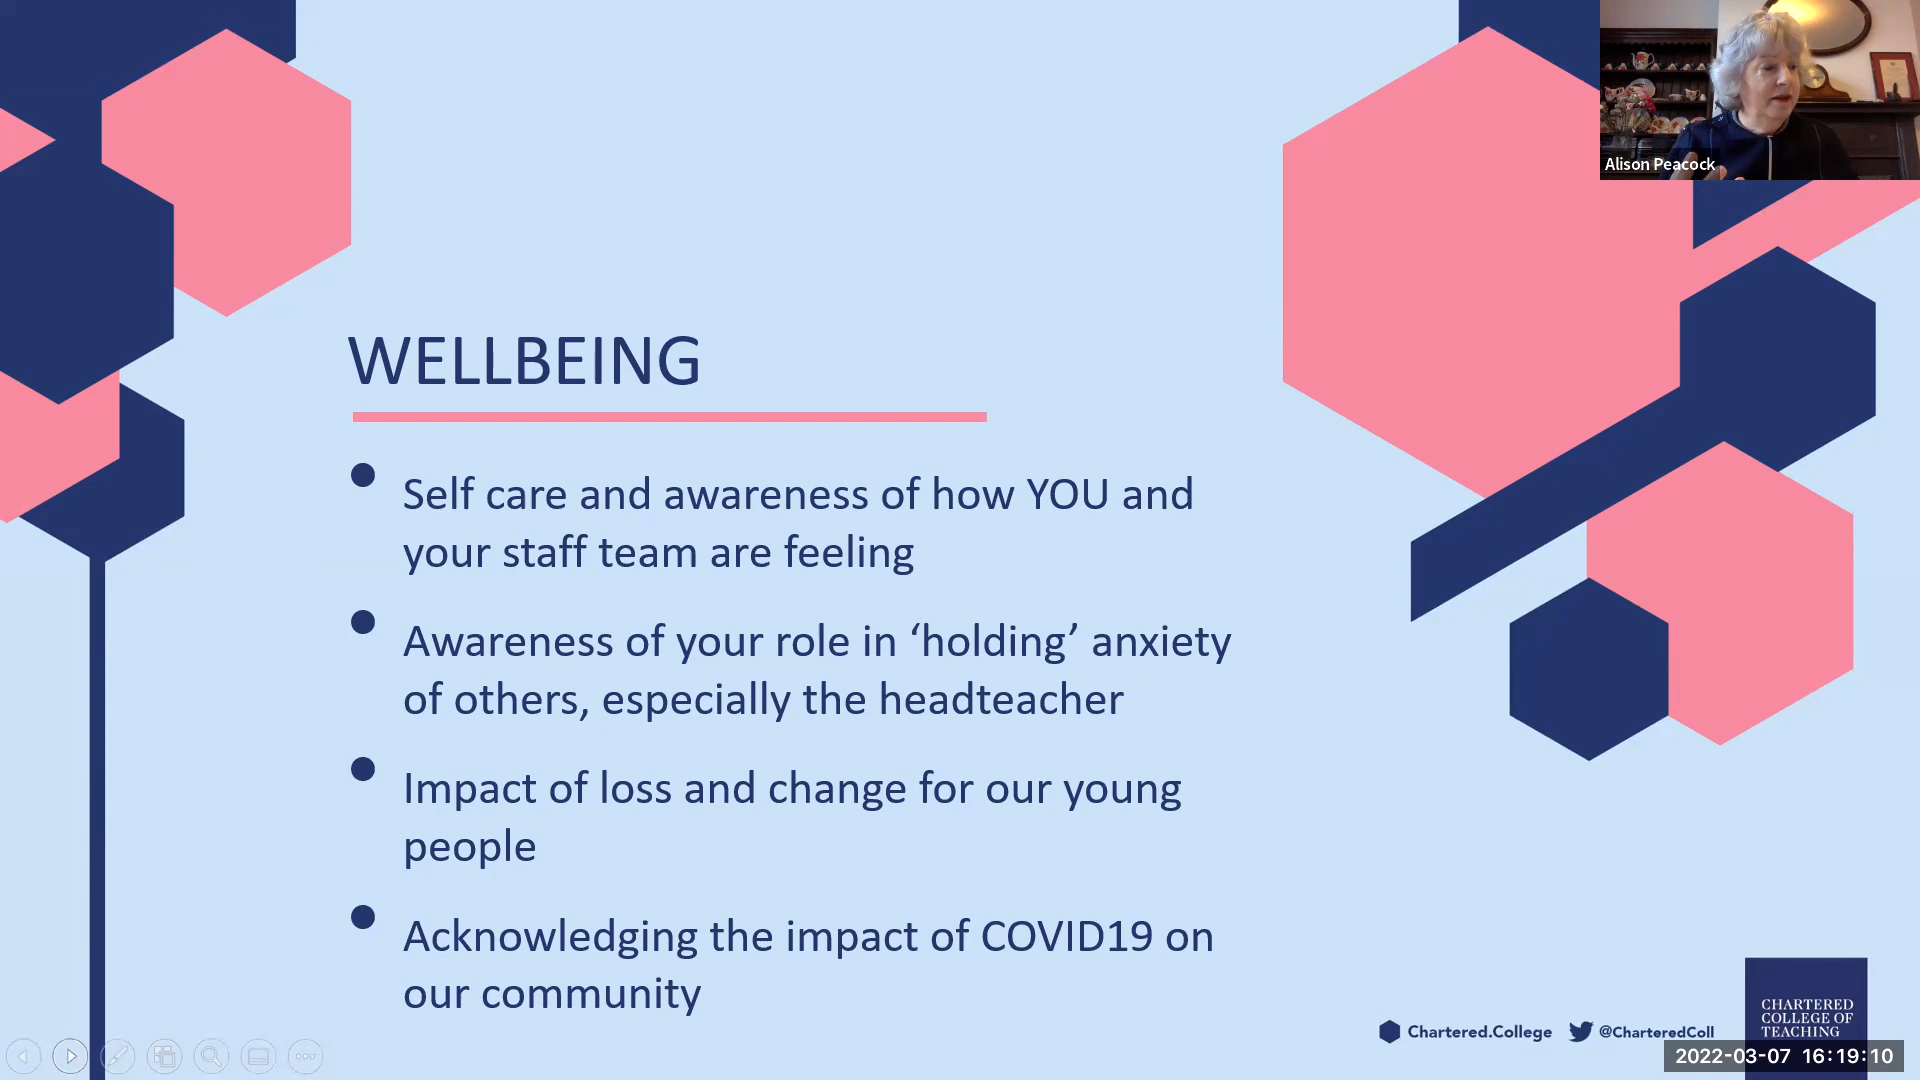 Alison Peacock
WELLBEING
Self care and awareness of how YOU and
your staff team are feeling
Awareness of your role in ‘holding’ anxiety
of others, especially the headteacher
Impact of loss and change for our young
people
Acknowledging the impact of COVID19 on
our community
Chartered.College @CharteredColl
CHARTERED
COLLEGE OF
TEACHING
2022-03-07 16:19:10